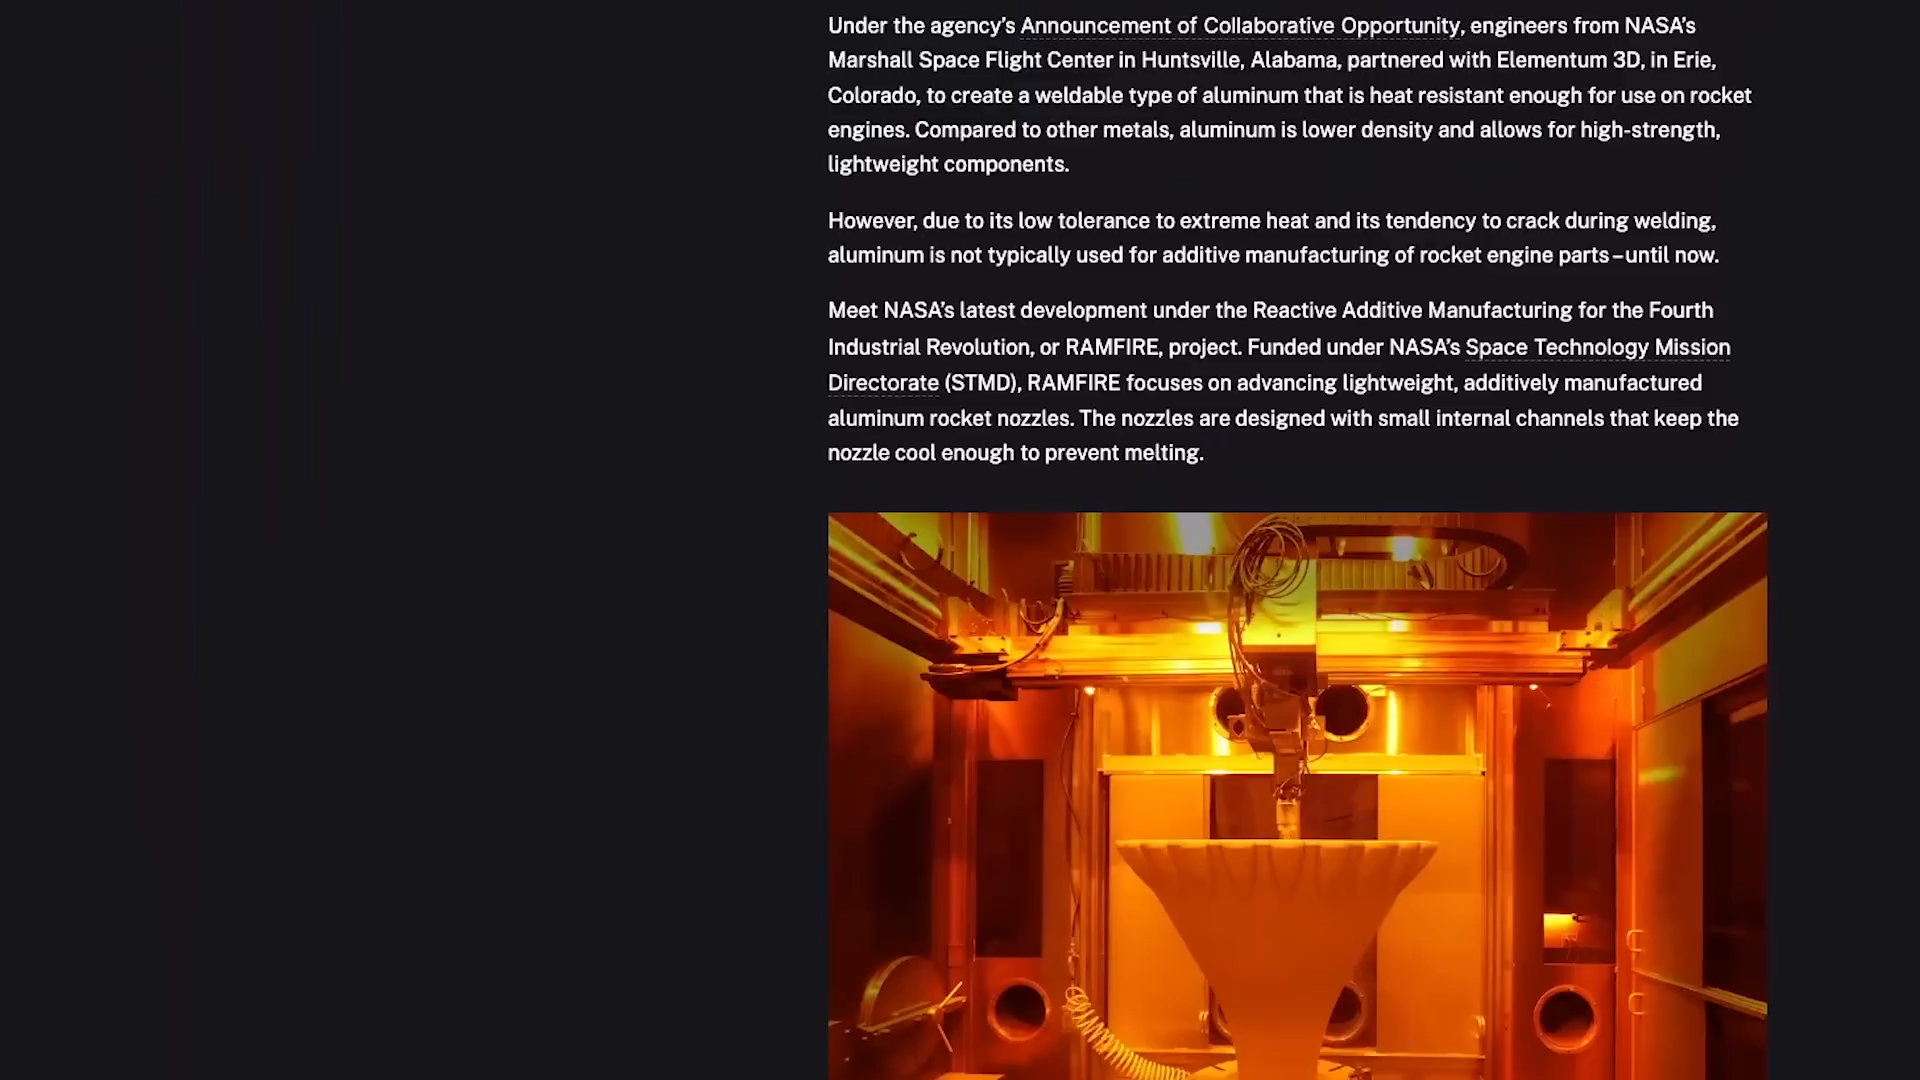 Under the agency’s Announcement of Collaborative Opportunity, engineers from NASA’s
Marshall Space Flight Center in Huntsville, Alabama, partnered with Elementum 3D, in Erie,
Colorado, to create a weldable type of aluminum that is heat resistant enough for use on rocket
engines. Compared to other metals, aluminum is lower density and allows for high-strength,
lightweight components.
However, due to its low tolerance to extreme heat and its tendency to crack during welding,
aluminum is not typically used for additive manufacturing of rocket engine parts–until now.
Meet NASA’s latest development under the Reactive Additive Manufacturing for the Fourth
Industrial Revolution, or RAMFIRE, project. Funded under NASA’s Space Technology Mission
Directorate (STMD), RAMFIRE focuses on advancing lightweight, additively manufactured
aluminum rocket nozzles. The nozzles are designed with small internal channels that keep the
nozzle cool enough to prevent melting.